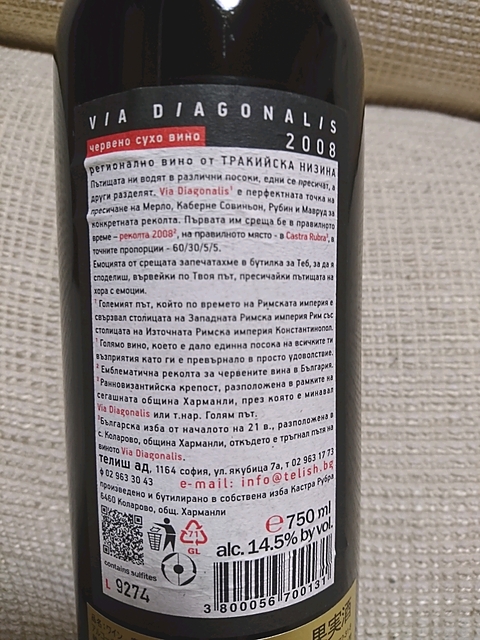 VIA DIAGONALIS
червено сухо вино 2008
регионално вино от ТРАКИЙСКА НИЗИНА
Пътищата ни водят в различни посоки, едни се пресичат, а
други разделят. Via Diagonalis¹ е перфектната точка на
пресичане на Мерло, Каберне Совиньон, Рубин и Мавруд за
конкретната реколта. Първата им среща бе в правилното
време – реколта 2008², на правилното място - в Castra Rubra³, в
точните пропорции - 60/30/5/5.
Емоцията от срещата запечатахме в бутилка за Теб, за да я
споделиш, вървейки по Твоя път, пресичайки пътищата на
хора с емоции.
¹ Големият път, който по времето на Римската империя е
свързвал столицата на Западната Римска империя Рим със
столицата на Източната Римска империя Константинопол.
¹ Голямо вино, което е дало единна посока на всичките ти
възприятия като ги е превърнало в просто удоволствие.
² Емблематична реколта за червените вина в България.
³ Ранновизантийска крепост, разположена в рамките на
сегашната община Харманли, през която е минавал
Via Diagonalis или т.нар. Голям път.
³ Българска изба от началото на 21 в., разположена в
с. Коларово, община Харманли, откъдето е тръгнал пътя на
виното Via Diagonalis.
телиш ад, 1164 софия, ул. якубица 7а, т 02 963 17 73
ф 02 963 30 43 e-mail: info@telish.bg
произведено и бутилирано в собствена изба Кастра Рубра
6460 Коларово, общ. Харманли
71
GL
℮ 750 ml
alc. 14.5% by vol.
contains sulfites
L 9274
3 800056 700131
果実酒